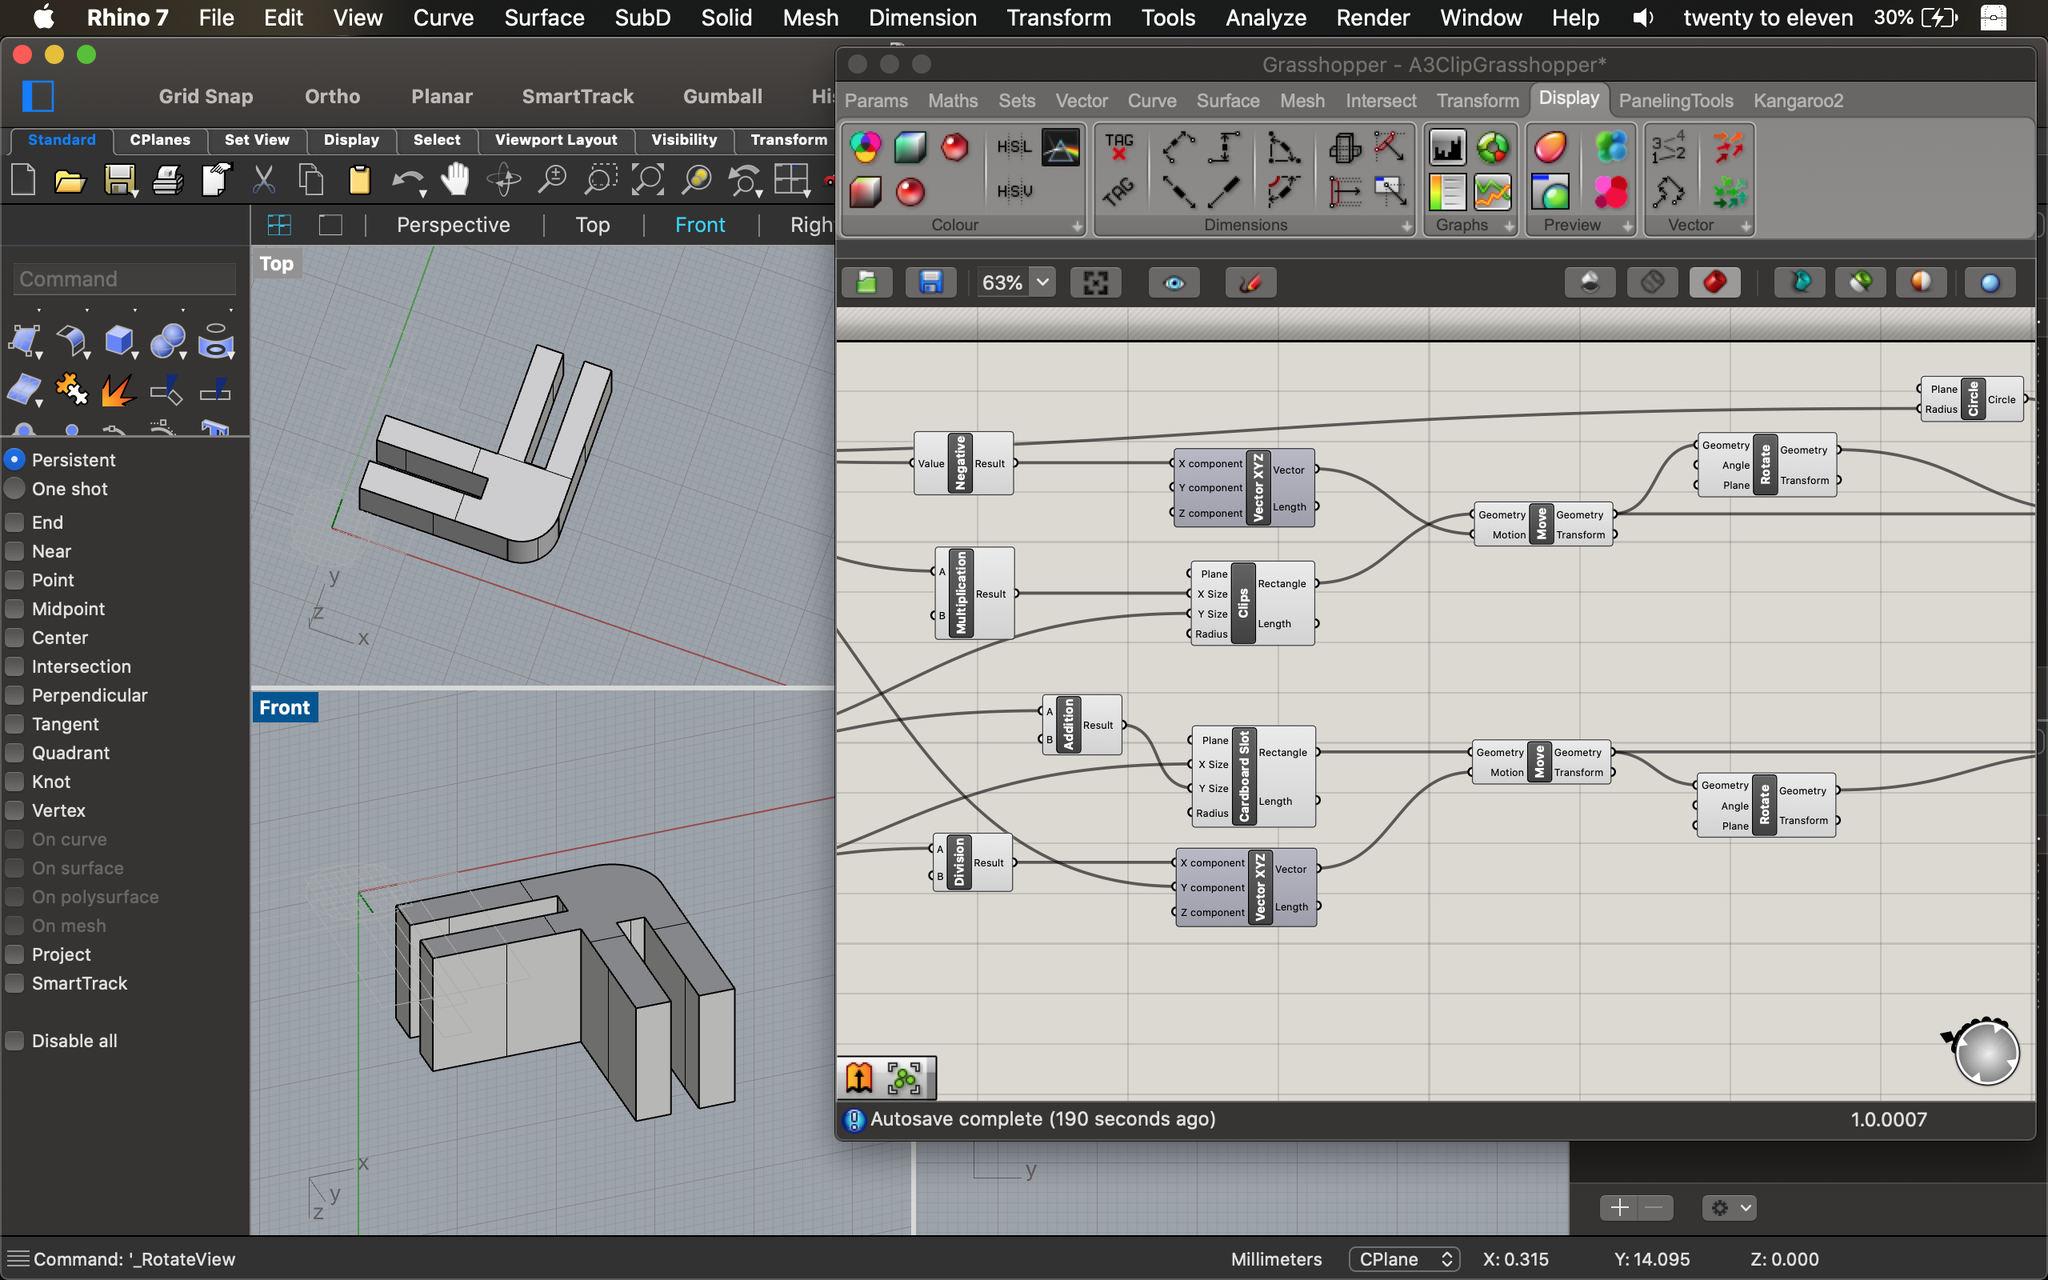 Rhino 7 File Edit View Curve Surface SubD Solid Mesh Dimension Transform Tools Analyze Render Window Help twenty to eleven 30%
Grasshopper - A3ClipGrasshopper*
Grid Snap Ortho Planar SmartTrack Gumball His
Params Maths Sets Vector Curve Surface Mesh Intersect Transform Display PanelingTools Kangaroo2
Standard CPlanes Set View Display Select Viewport Layout Visibility Transform
H·S·L
TAG
H·S·V
TAG
Colour Dimensions Graphs Preview Vector
Perspective Top Front Righ
Top
Command
63%
y
z
x
Persistent
One shot
End
Near
Point
Midpoint
Center
Intersection
Perpendicular
Tangent
Quadrant
Knot
Vertex
On curve
On surface
On polysurface
On mesh
Project
SmartTrack
Disable all
Front
x
y
z
y
Plane
Radius
Circle
Circle
Value
Negative
Result
X component
Y component
Z component
Vector XYZ
Vector
Length
Geometry
Angle
Plane
Rotate
Geometry
Transform
Geometry
Motion
Move
Geometry
Transform
A
B
Multiplication
Result
Plane
X Size
Y Size
Radius
Clips
Rectangle
Length
A
B
Addition
Result
Plane
X Size
Y Size
Radius
Cardboard Slot
Rectangle
Length
Geometry
Motion
Move
Geometry
Transform
Geometry
Angle
Plane
Rotate
Geometry
Transform
A
B
Division
Result
X component
Y component
Z component
Vector XYZ
Vector
Length
Autosave complete (190 seconds ago)
1.0.0007
Command: '_RotateView
Millimeters CPlane X: 0.315 Y: 14.095 Z: 0.000